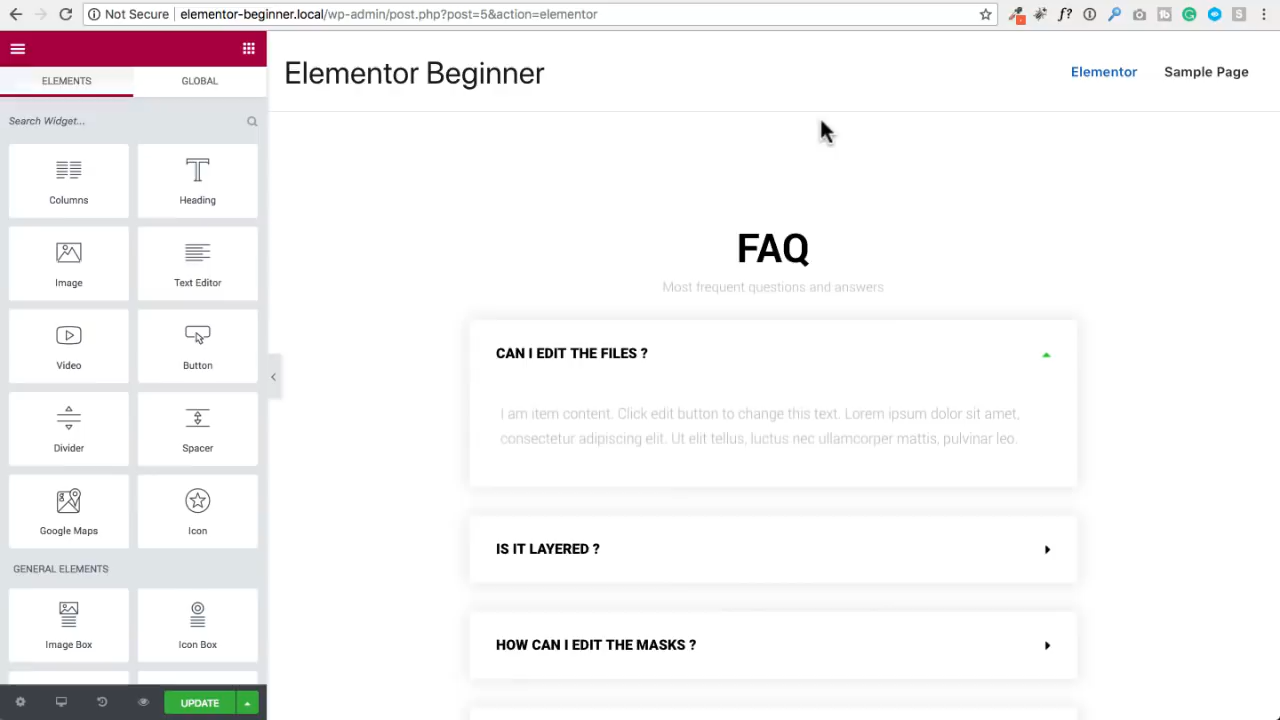 Not Secure elementor-beginner.local/wp-admin/post.php?post=5&action=elementor
ELEMENTS GLOBAL
Search Widget...
Columns Heading
Image Text Editor
Video Button
Divider Spacer
Google Maps Icon
GENERAL ELEMENTS
Image Box Icon Box
UPDATE
Elementor Beginner
Elementor Sample Page
FAQ
Most frequent questions and answers
CAN I EDIT THE FILES ?
I am item content. Click edit button to change this text. Lorem ipsum dolor sit amet,
consectetur adipiscing elit. Ut elit tellus, luctus nec ullamcorper mattis, pulvinar leo.
IS IT LAYERED ?
HOW CAN I EDIT THE MASKS ?